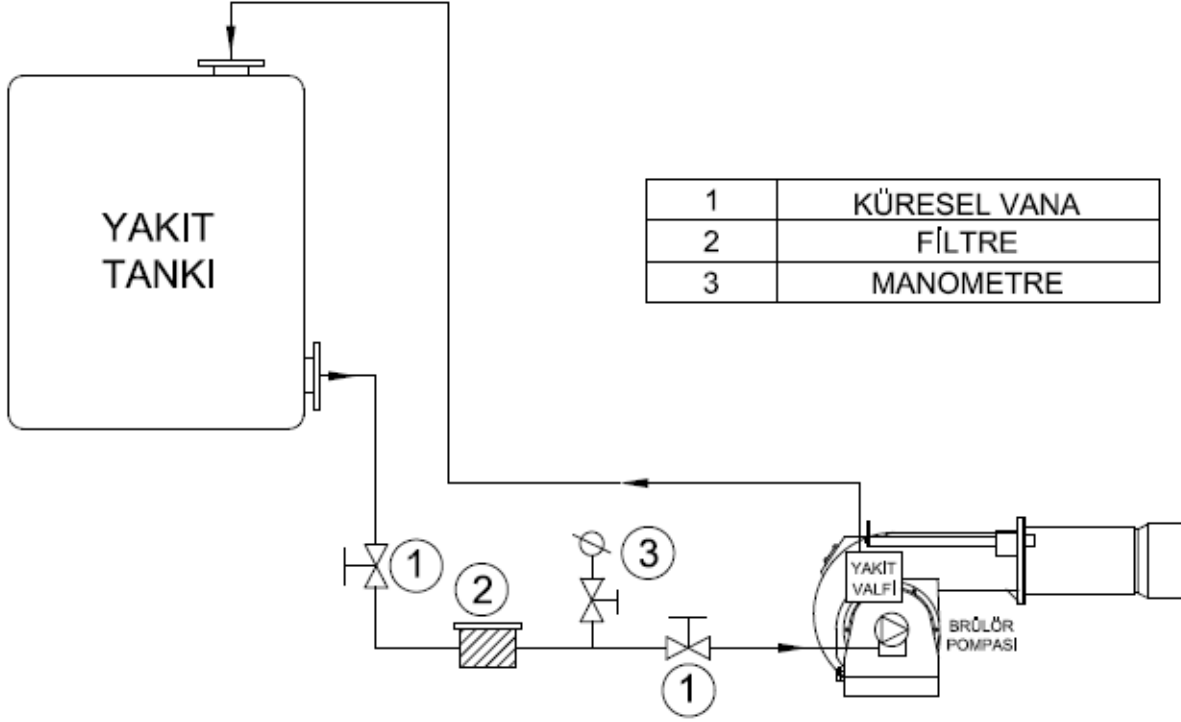 YAKIT
TANKI
1 KÜRESEL VANA
2 FİLTRE
3 MANOMETRE
1
2
3
1
YAKIT
VALFİ
BRÜLÖR
POMPASI